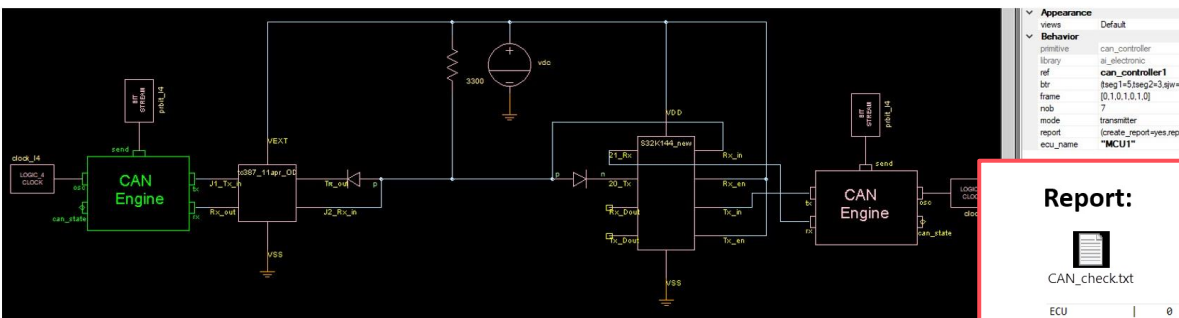 Appearance
views Default
Behavior
primitive can_controller
library ai_electronic
ref can_controller1
btr (tseg1=5,tseg2=3,sjw=
frame [0,1,0,1,0,1,0]
nob 7
mode transmitter
report (create_report=yes,rep
ecu_name "MCU1"
vdc
3300
BIT STREAM
prbit_l4
BIT STREAM
prbit_l4
VEXT
VDD
send
clock_l4
LOGIC_4 CLOCK
osc
CAN Engine
tx
rx
can_state
J1_Tx_in
Rx_out
J2_Rx_in
p
VSS
S32K144_new
21_Rx
20_Tx
Rx_Dout
Tx_Dout
Rx_in
Rx_en
Tx_in
Tx_en
p
n
VSS
send
tx
rx
CAN Engine
osc
can_state
Report:
CAN_check.txt
ECU | 0